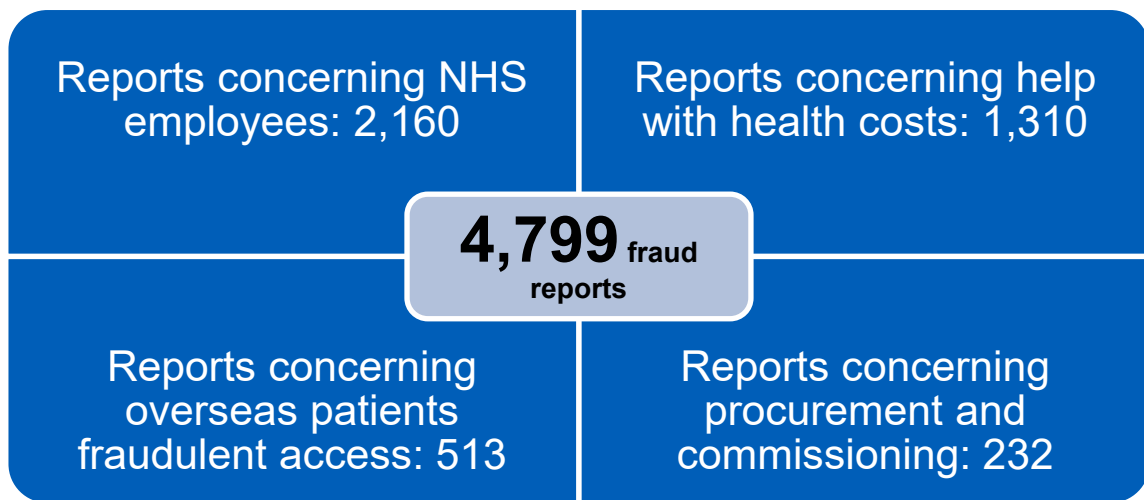 Reports concerning NHS
employees: 2,160
Reports concerning help
with health costs: 1,310
4,799 fraud
reports
Reports concerning
overseas patients
fraudulent access: 513
Reports concerning
procurement and
commissioning: 232